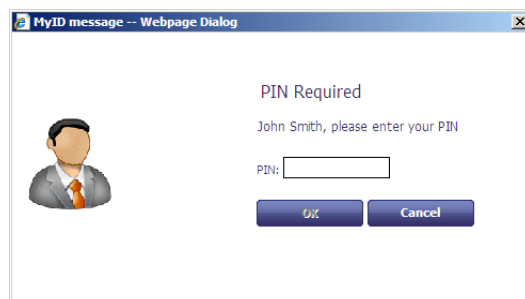 MyID message -- Webpage Dialog
PIN Required
John Smith, please enter your PIN
PIN:
OK Cancel